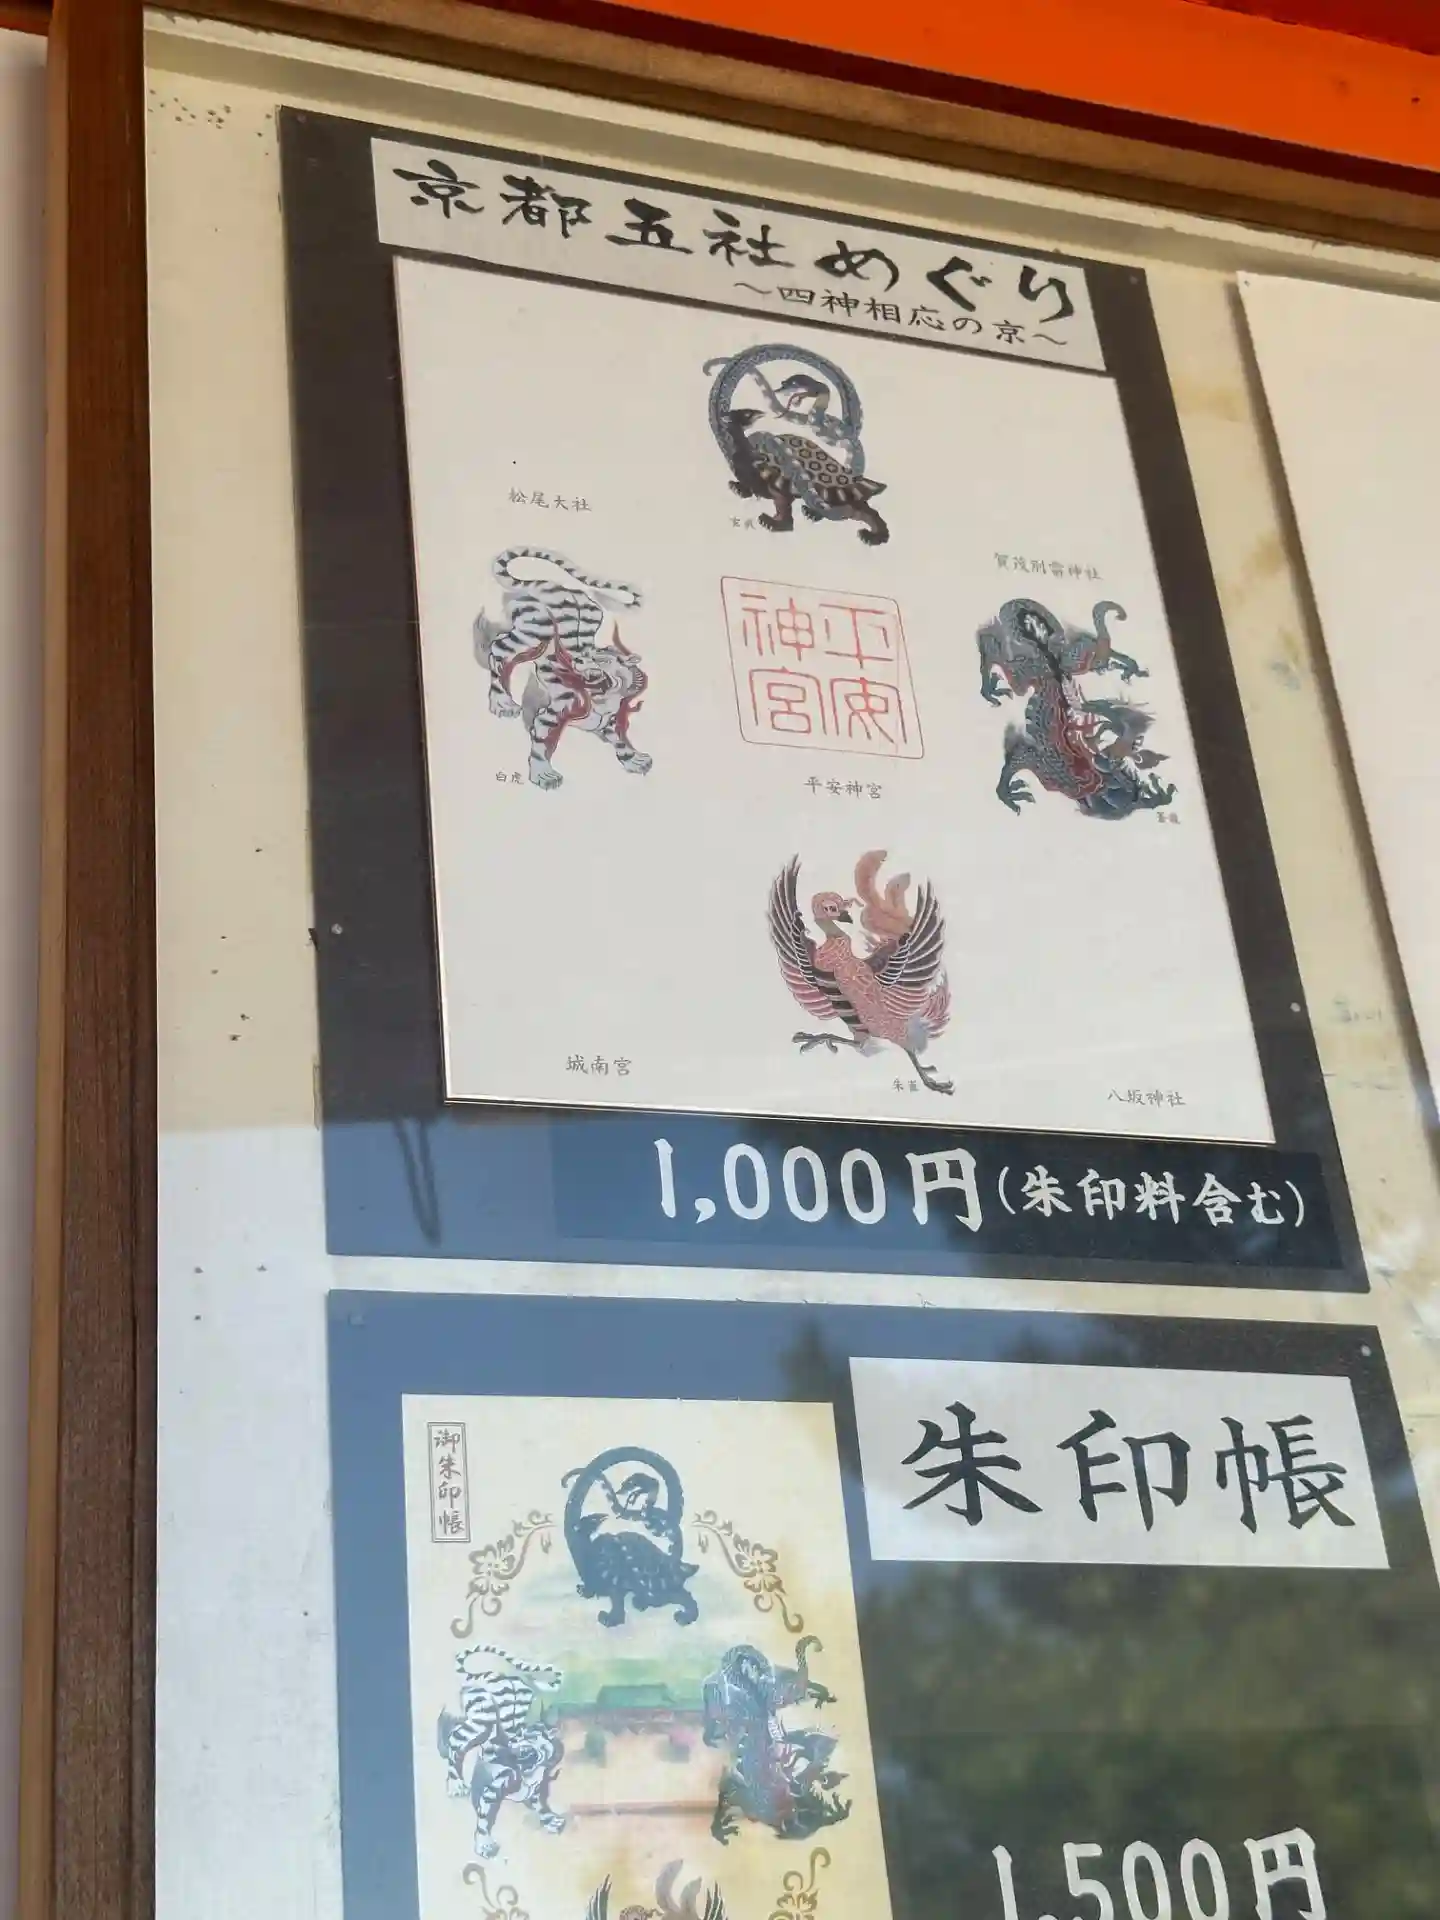 京都五社めぐり
～四神相応の京～
松尾大社
玄武
賀茂別雷神社
平安
神宮
白虎
平安神宮
蒼龍
城南宮
朱雀
八坂神社
1,000円(朱印料含む)
御朱印帳
朱印帳
1,500円